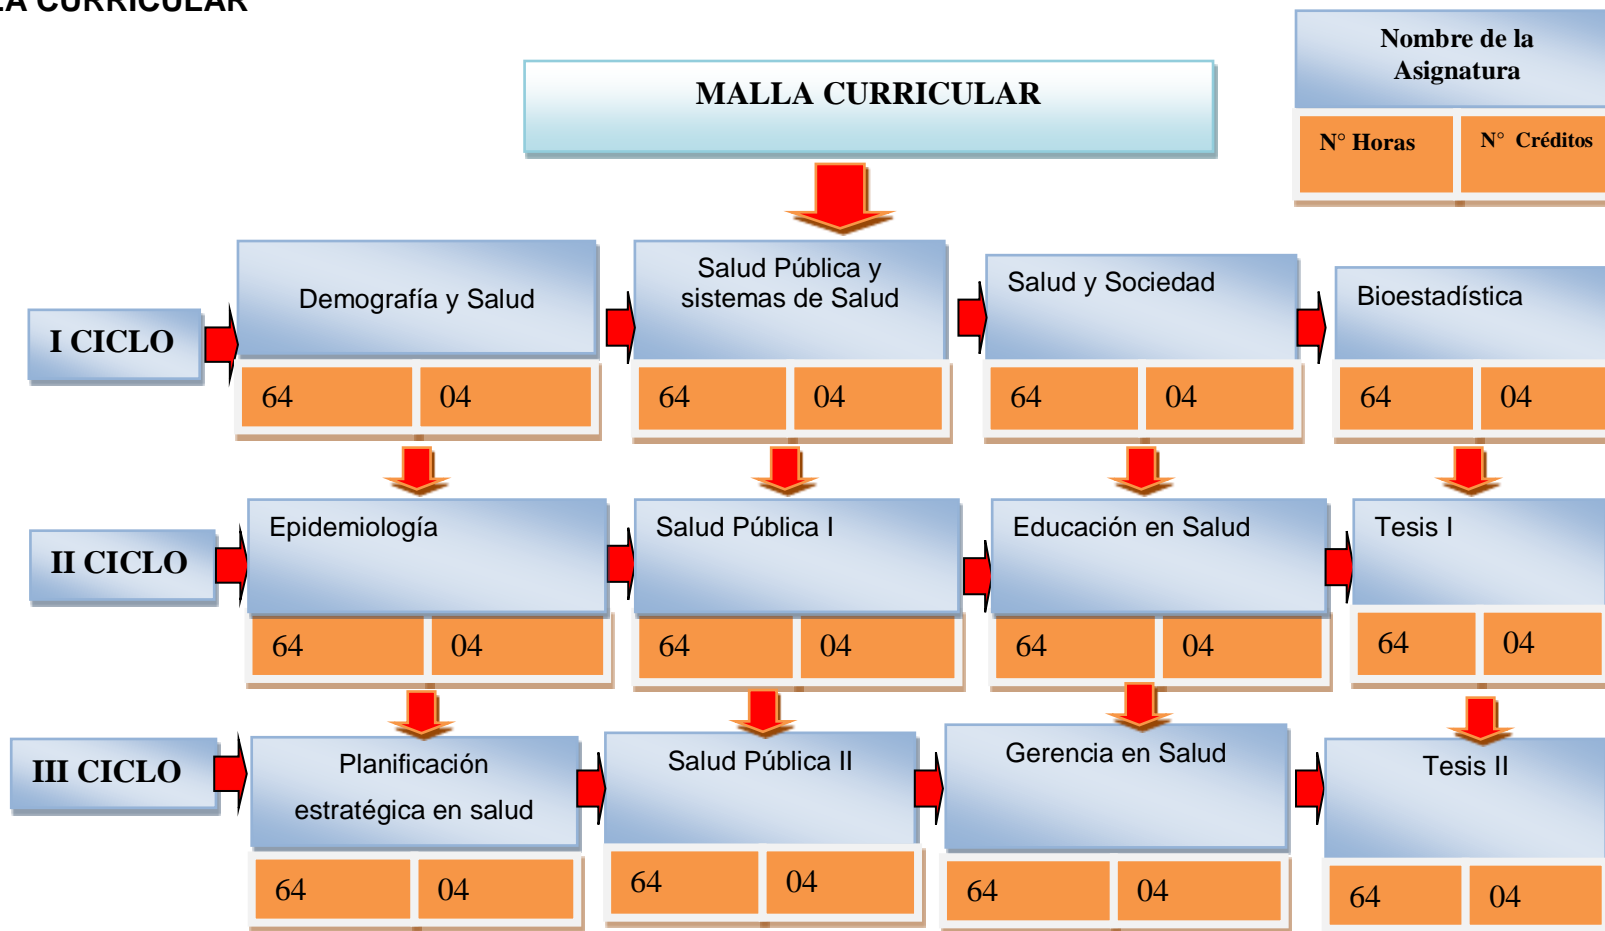 LA CURRICULAR
Nombre de la
Asignatura
N° Horas
N° Créditos
MALLA CURRICULAR
I CICLO
Demografía y Salud
64
04
Salud Pública y
sistemas de Salud
64
04
Salud y Sociedad
64
04
Bioestadística
64
04
II CICLO
Epidemiología
64
04
Salud Pública I
64
04
Educación en Salud
64
04
Tesis I
64
04
III CICLO
Planificación
estratégica en salud
64
04
Salud Pública II
64
04
Gerencia en Salud
64
04
Tesis II
64
04